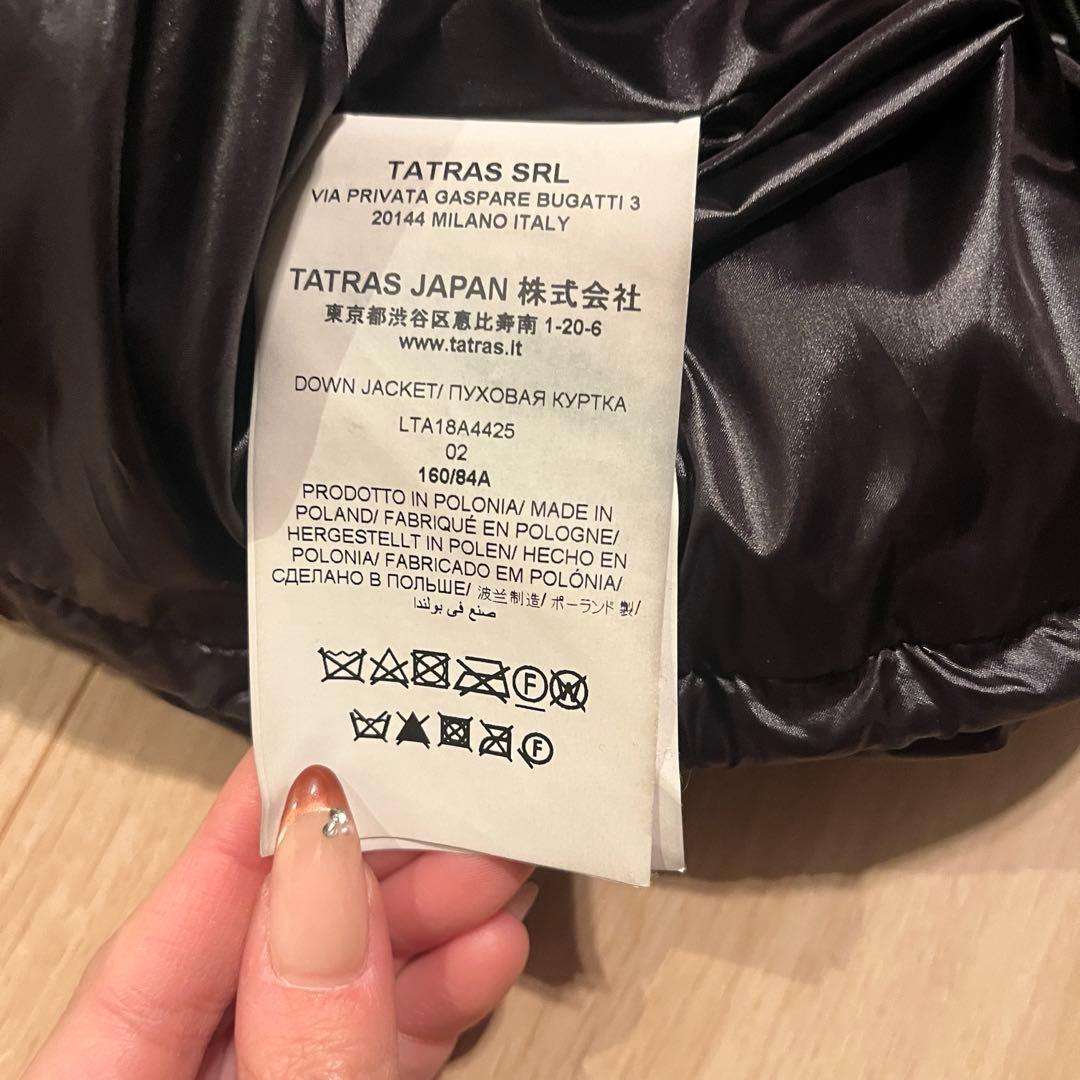 TATRAS SRL
VIA PRIVATA GASPARE BUGATTI 3
20144 MILANO ITALY
TATRAS JAPAN 株式会社
東京都渋谷区恵比寿南 1-20-6
www.tatras.it
DOWN JACKET/ ПУХОВАЯ КУРТКА
LTA18A4425
02
160/84A
PRODOTTO IN POLONIA/ MADE IN
POLAND/ FABRIQUÉ EN POLOGNE/
HERGESTELLT IN POLEN/ HECHO EN
POLONIA/ FABRICADO EM POLÓNIA/
СДЕЛАНО В ПОЛЬШЕ/ 波兰制造/ ポーランド 製/
صنع في بولندا
F W
F